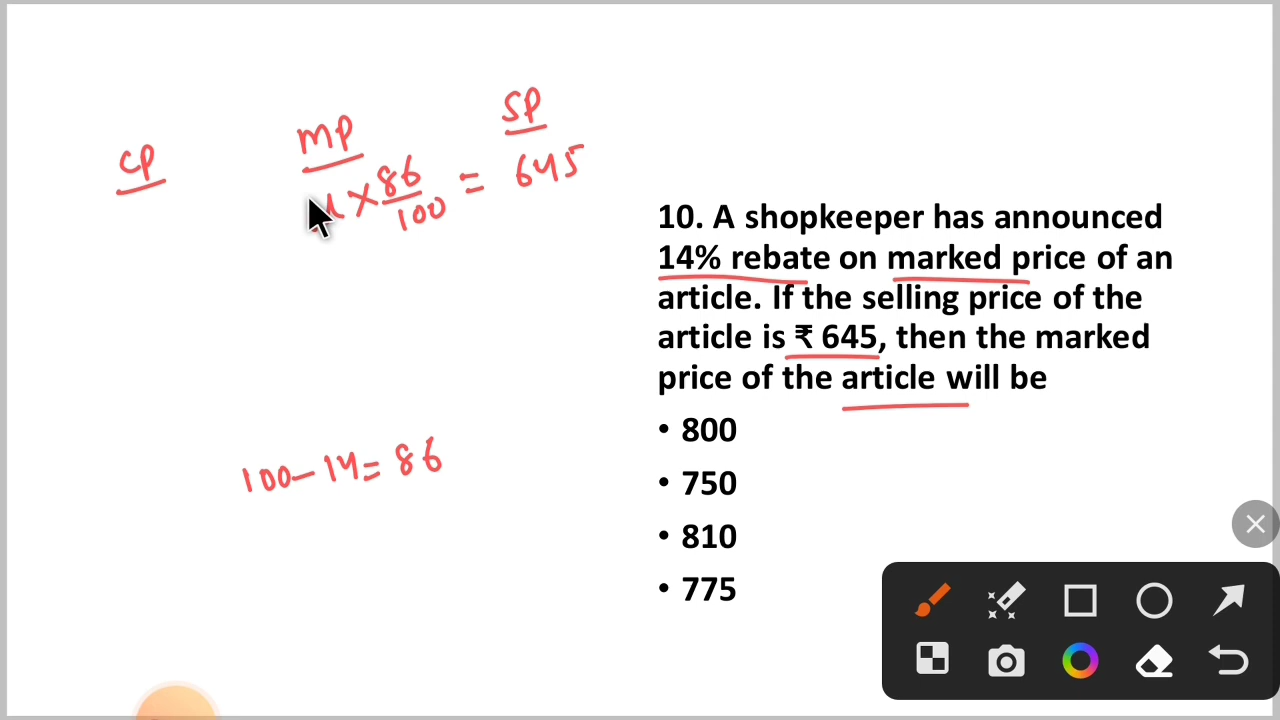 CP
MP
SP
x × 86/100 = 645
100 - 14 = 86
10. A shopkeeper has announced
14% rebate on marked price of an
article. If the selling price of the
article is ₹ 645, then the marked
price of the article will be
• 800
• 750
• 810
• 775